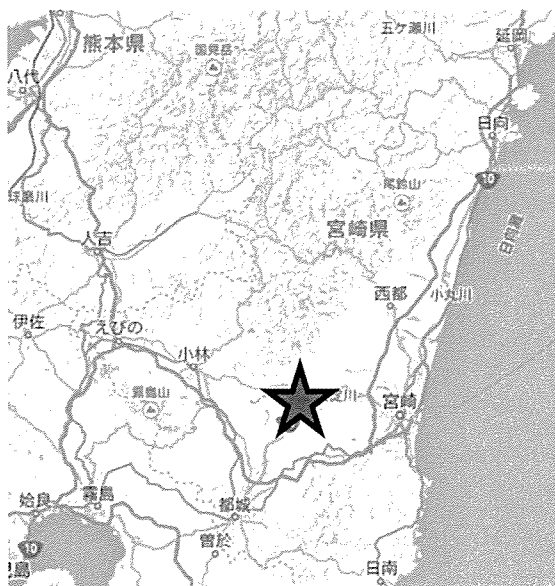 熊本県
国見岳
五ケ瀬川
延岡
八代
日向
10
球磨川
尾鈴山
宮崎県
日向灘
人吉
西都
小丸川
伊佐
えびの
小林
霧島山
淀川
宮崎
姶良
霧島
都城
曽於
10
児島
日南